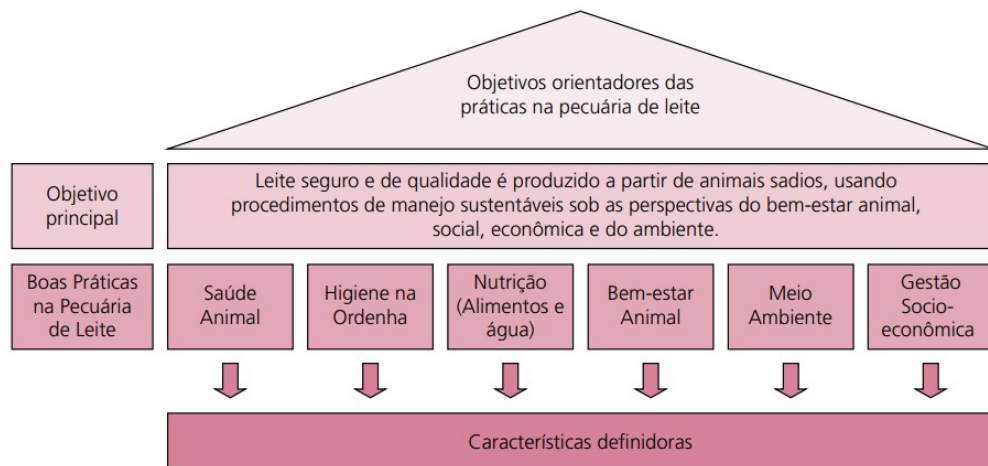 Objetivos orientadores das
práticas na pecuária de leite
Objetivo
principal
Leite seguro e de qualidade é produzido a partir de animais sadios, usando
procedimentos de manejo sustentáveis sob as perspectivas do bem-estar animal,
social, econômica e do ambiente.
Boas Práticas
na Pecuária
de Leite
Saúde
Animal
Higiene na
Ordenha
Nutrição
(Alimentos e
água)
Bem-estar
Animal
Meio
Ambiente
Gestão
Socio-
econômica
Características definidoras